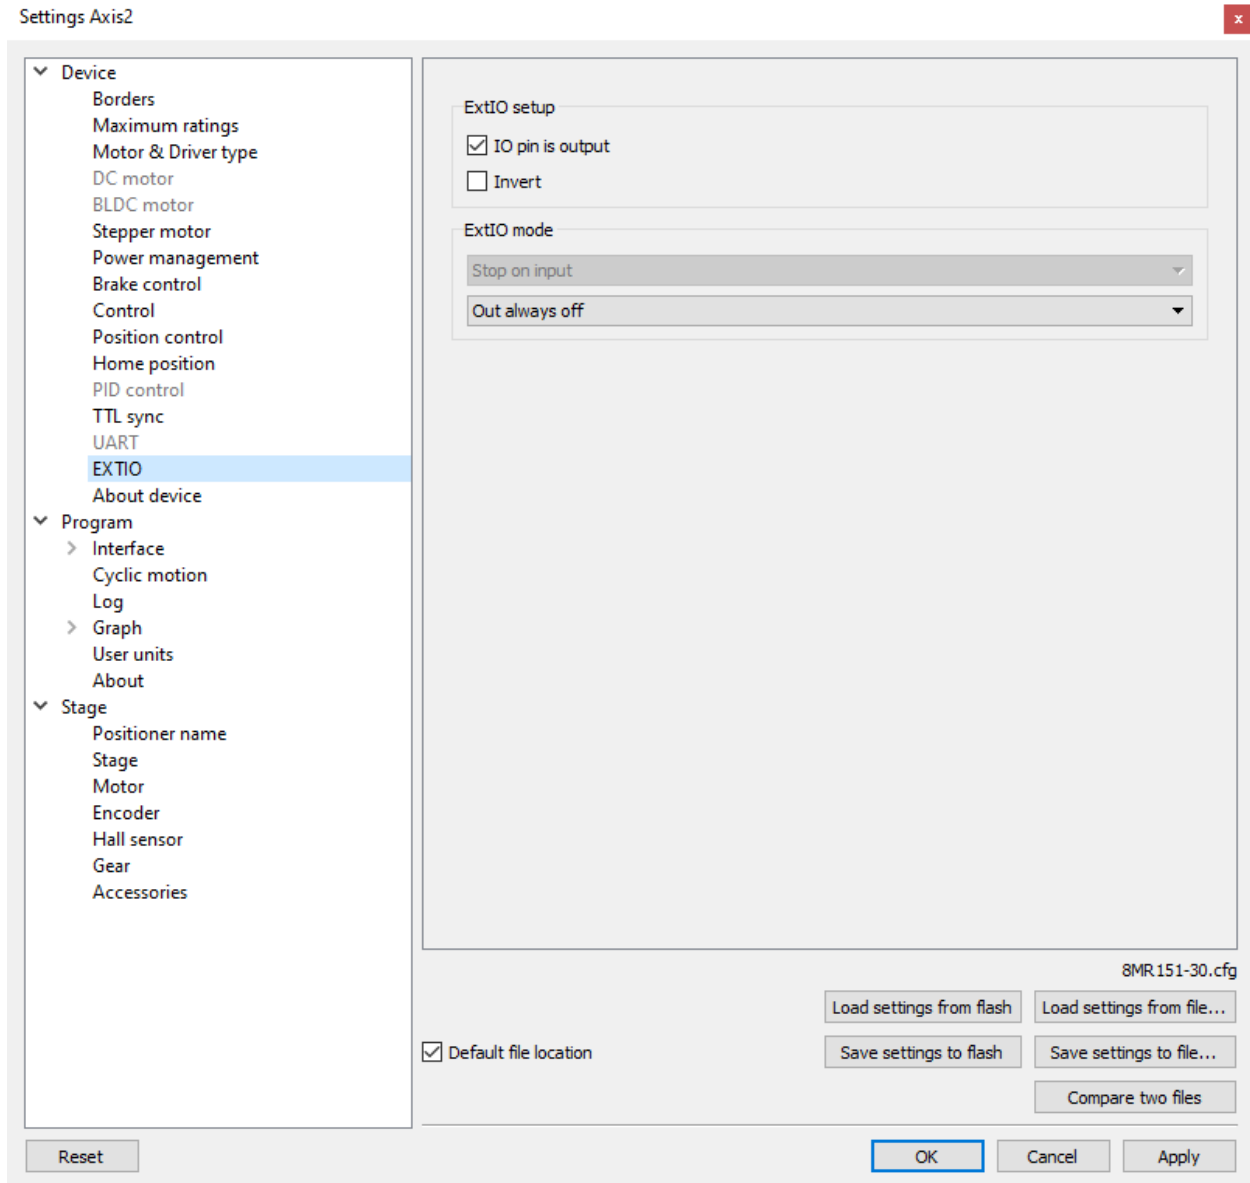 Settings Axis2
x
Device
Borders
Maximum ratings
Motor & Driver type
DC motor
BLDC motor
Stepper motor
Power management
Brake control
Control
Position control
Home position
PID control
TTL sync
UART
EXTIO
About device
Program
Interface
Cyclic motion
Log
Graph
User units
About
Stage
Positioner name
Stage
Motor
Encoder
Hall sensor
Gear
Accessories
ExtIO setup
IO pin is output
Invert
ExtIO mode
Stop on input
Out always off
8MR151-30.cfg
Load settings from flash
Load settings from file...
Default file location
Save settings to flash
Save settings to file...
Compare two files
Reset
OK
Cancel
Apply